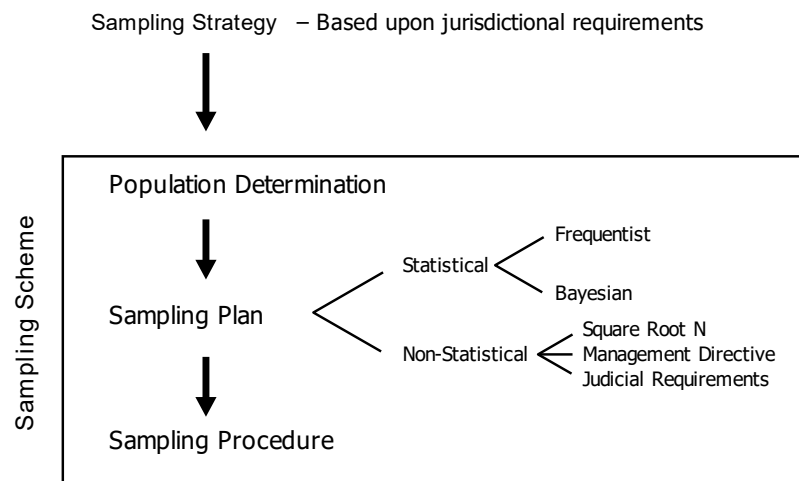 Sampling Strategy – Based upon jurisdictional requirements
Sampling Scheme
Population Determination
Sampling Plan
Statistical
Frequentist
Bayesian
Non-Statistical
Square Root N
Management Directive
Judicial Requirements
Sampling Procedure